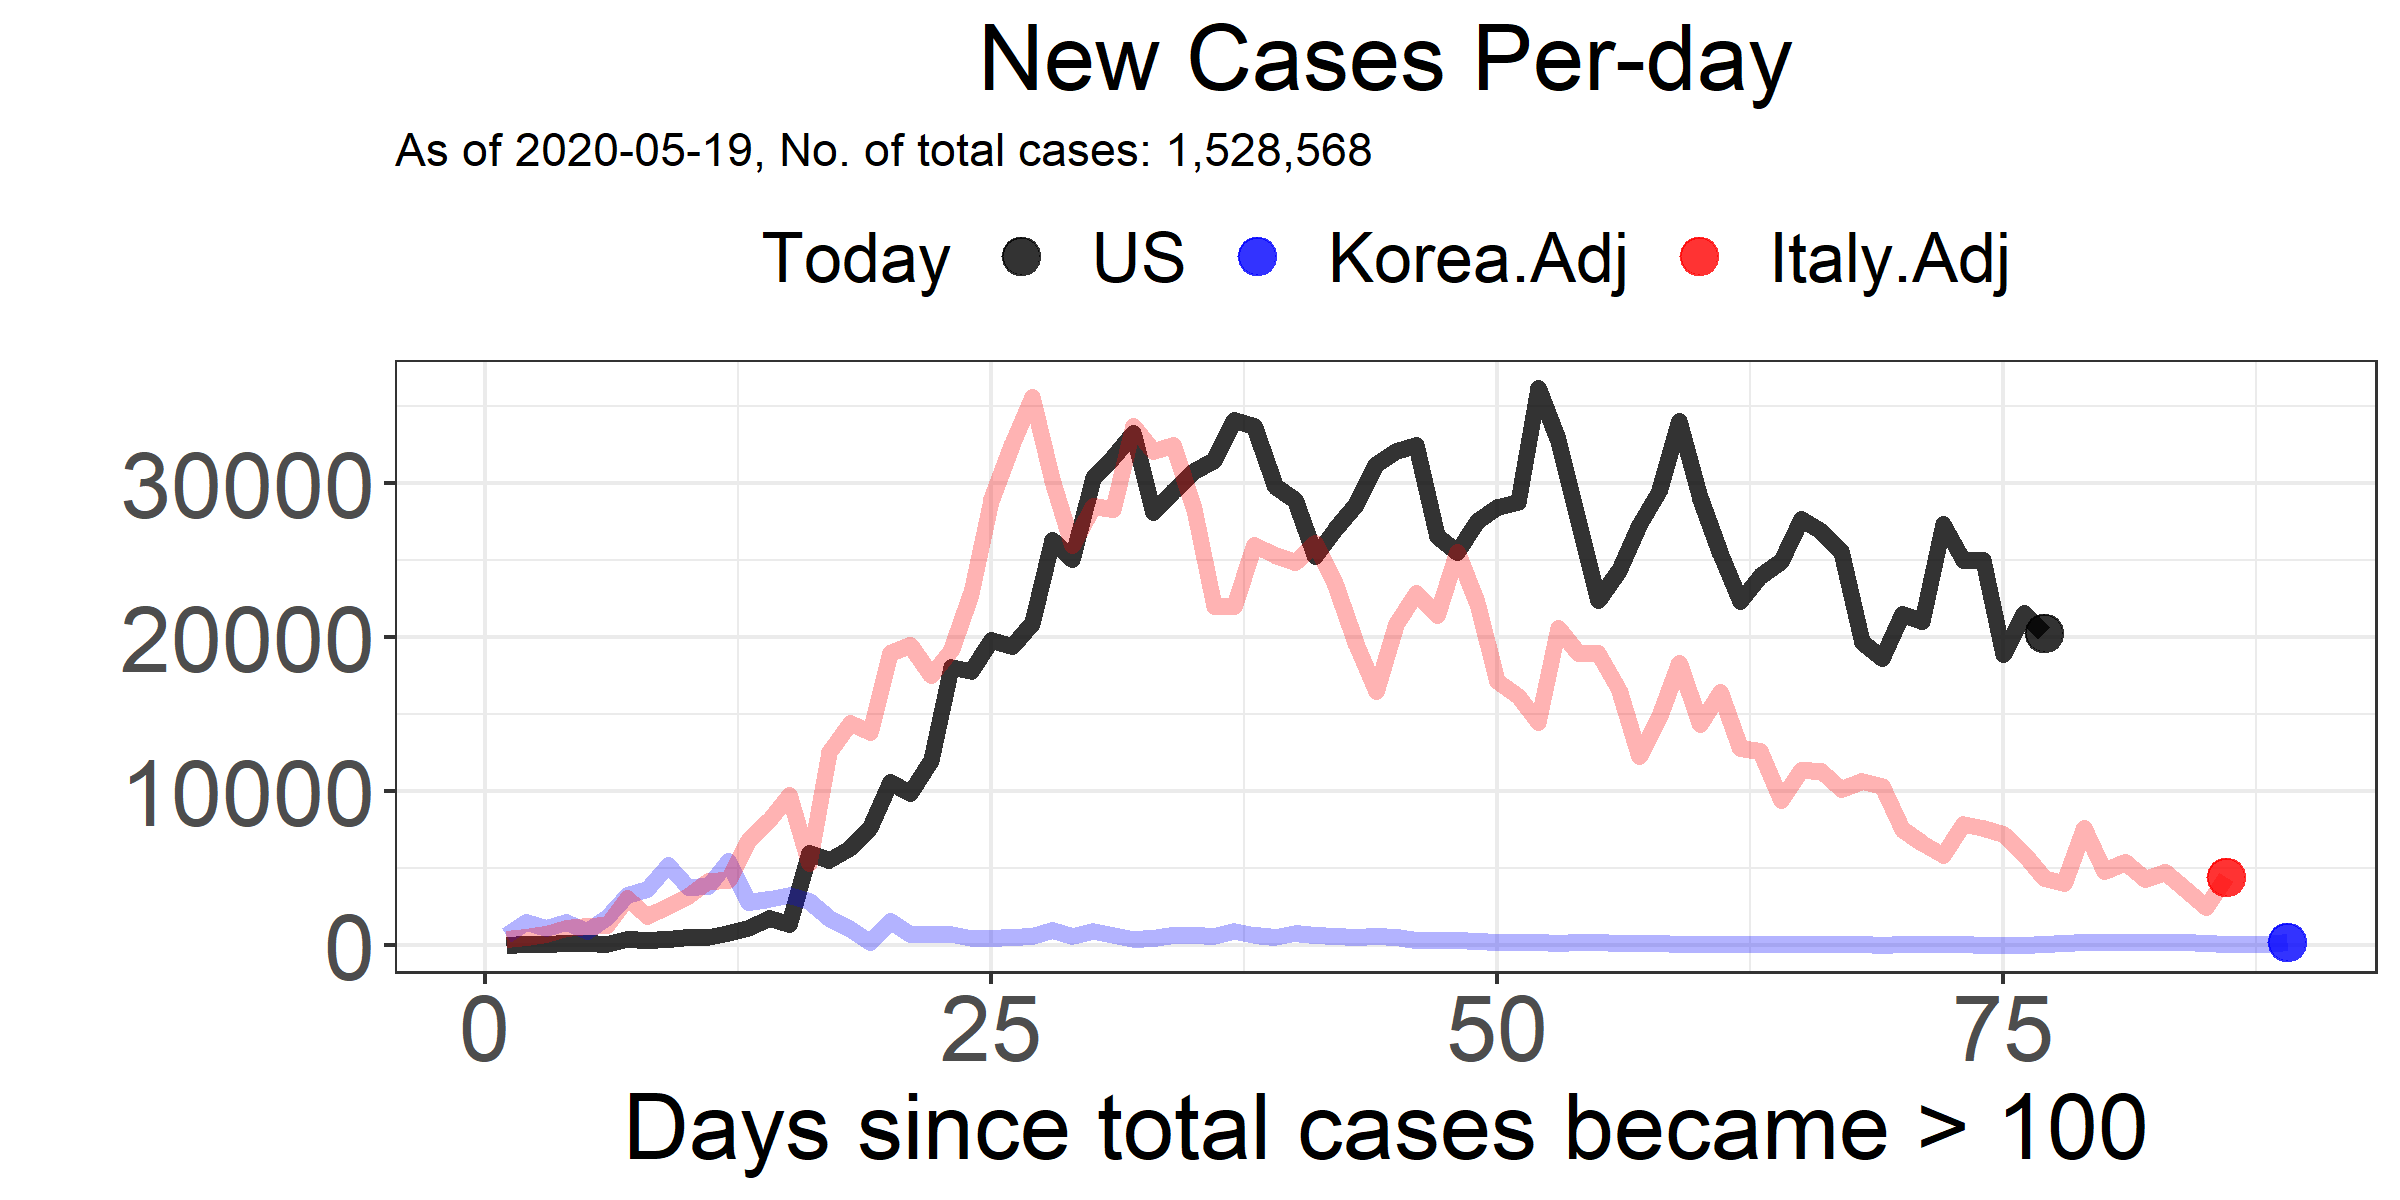 New Cases Per-day
As of 2020-05-19, No. of total cases: 1,528,568
Today US Korea.Adj Italy.Adj
30000
20000
10000
0
0 25 50 75
Days since total cases became > 100